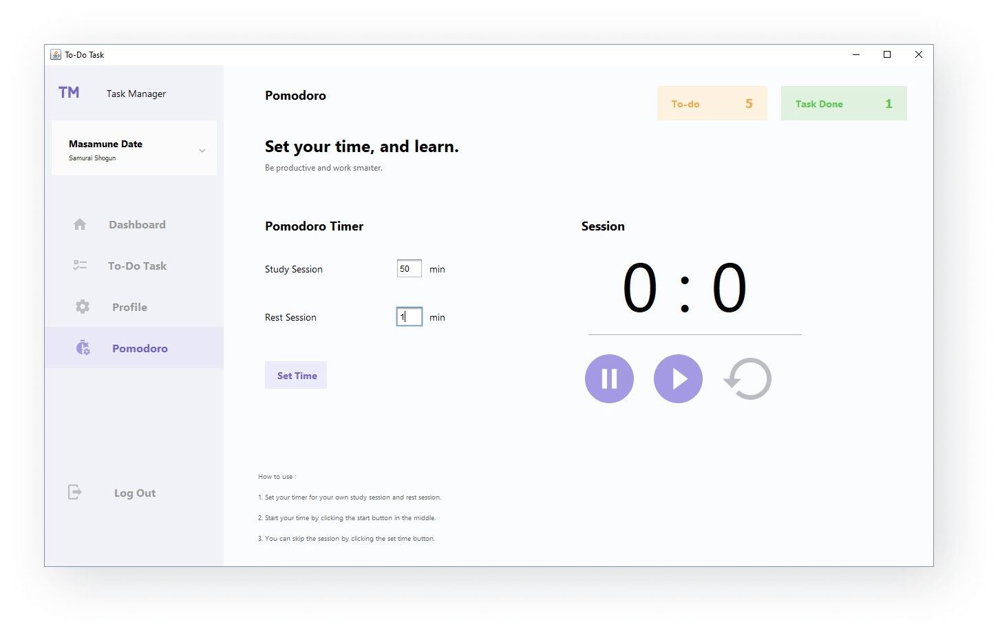 To-Do Task
TM Task Manager
Masamune Date
Samurai Shogun
Dashboard
To-Do Task
Profile
Pomodoro
Log Out
Pomodoro
To-do 5
Task Done 1
Set your time, and learn.
Be productive and work smarter.
Pomodoro Timer
Study Session 50 min
Rest Session 1 min
Set Time
Session
0 : 0
How to use :
1. Set your timer for your own study session and rest session.
2. Start your time by clicking the start button in the middle.
3. You can skip the session by clicking the set time button.